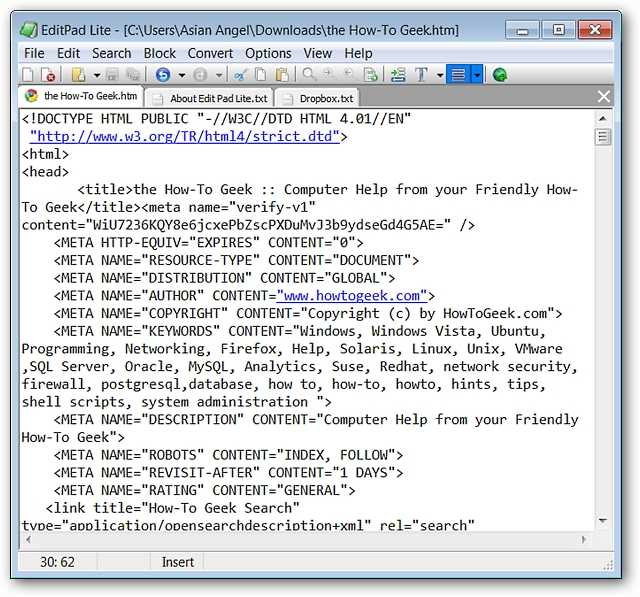 EditPad Lite - [C:\Users\Asian Angel\Downloads\the How-To Geek.htm]
File Edit Search Block Convert Options View Help
the How-To Geek.htm About Edit Pad Lite.txt Dropbox.txt
<!DOCTYPE HTML PUBLIC "-//W3C//DTD HTML 4.01//EN"
"http://www.w3.org/TR/html4/strict.dtd">
<html>
<head>
<title>the How-To Geek :: Computer Help from your Friendly How-
To Geek</title><meta name="verify-v1"
content="WiU7236KQY8e6jcxePbZscPXDuMvJ3b9ydseGd4G5AE=" />
<META HTTP-EQUIV="EXPIRES" CONTENT="0">
<META NAME="RESOURCE-TYPE" CONTENT="DOCUMENT">
<META NAME="DISTRIBUTION" CONTENT="GLOBAL">
<META NAME="AUTHOR" CONTENT="www.howtogeek.com">
<META NAME="COPYRIGHT" CONTENT="Copyright (c) by HowToGeek.com">
<META NAME="KEYWORDS" CONTENT="Windows, Windows Vista, Ubuntu,
Programming, Networking, Firefox, Help, Solaris, Linux, Unix, VMware
,SQL Server, Oracle, MySQL, Analytics, Suse, Redhat, network security,
firewall, postgresql,database, how to, how-to, howto, hints, tips,
shell scripts, system administration ">
<META NAME="DESCRIPTION" CONTENT="Computer Help from your Friendly
How-To Geek">
<META NAME="ROBOTS" CONTENT="INDEX, FOLLOW">
<META NAME="REVISIT-AFTER" CONTENT="1 DAYS">
<META NAME="RATING" CONTENT="GENERAL">
<link title="How-To Geek Search"
type="application/opensearchdescription+xml" rel="search"
30: 62 Insert